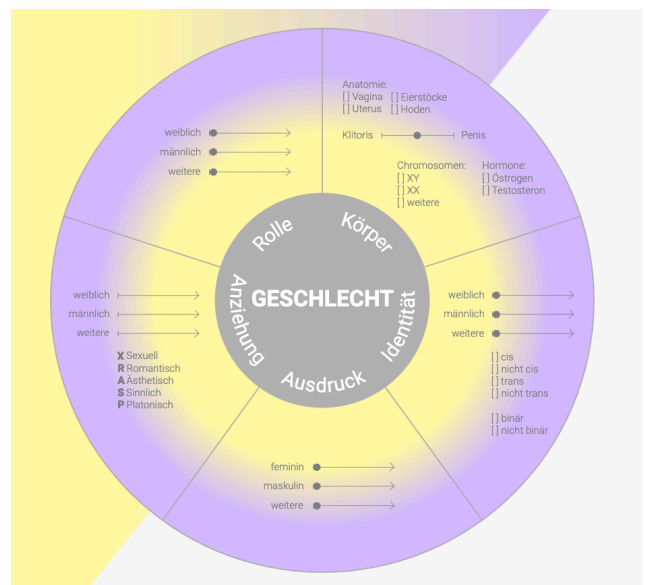 Anatomie:
[ ] Vagina [ ] Eierstöcke
[ ] Uterus [ ] Hoden
Klitoris Penis
Chromosomen:
[ ] XY
[ ] XX
[ ] weitere
Hormone:
[ ] Östrogen
[ ] Testosteron
weiblich
männlich
weitere
Rolle
Körper
Anziehung
GESCHLECHT
Identität
Ausdruck
weiblich
männlich
weitere
X Sexuell
R Romantisch
A Ästhetisch
S Sinnlich
P Platonisch
weiblich
männlich
weitere
[ ] cis
[ ] nicht cis
[ ] trans
[ ] nicht trans
[ ] binär
[ ] nicht binär
feminin
maskulin
weitere